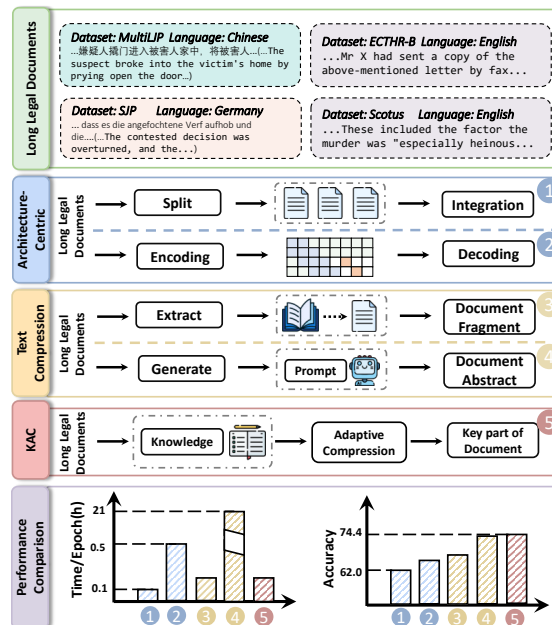 Long Legal Documents
Dataset: MultiLJP Language: Chinese
...嫌疑人撬门进入被害人家中，将被害人...(...The
suspect broke into the victim's home by
prying open the door…)
Dataset: ECTHR-B Language: English
...Mr X had sent a copy of the
above-mentioned letter by fax...
Dataset: SJP Language: Germany
... dass es die angefochtene Verf aufhob und
die....(...The contested decision was
overturned, and the...)
Dataset: Scotus Language: English
...These included the factor the
murder was "especially heinous...
Architecture-
Centric
Long Legal
Documents
Split
Integration
1
Encoding
Decoding
2
Text
Compression
Long Legal
Documents
Extract
Document
Fragment
3
Generate
Prompt
Document
Abstract
4
KAC
Long Legal
Documents
Knowledge
Adaptive
Compression
Key part of
Document
5
Performance
Comparison
Time/Epoch(h)
21
0.5
0.1
1 2 3 4 5
Accuracy
74.4
62.0
1 2 3 4 5